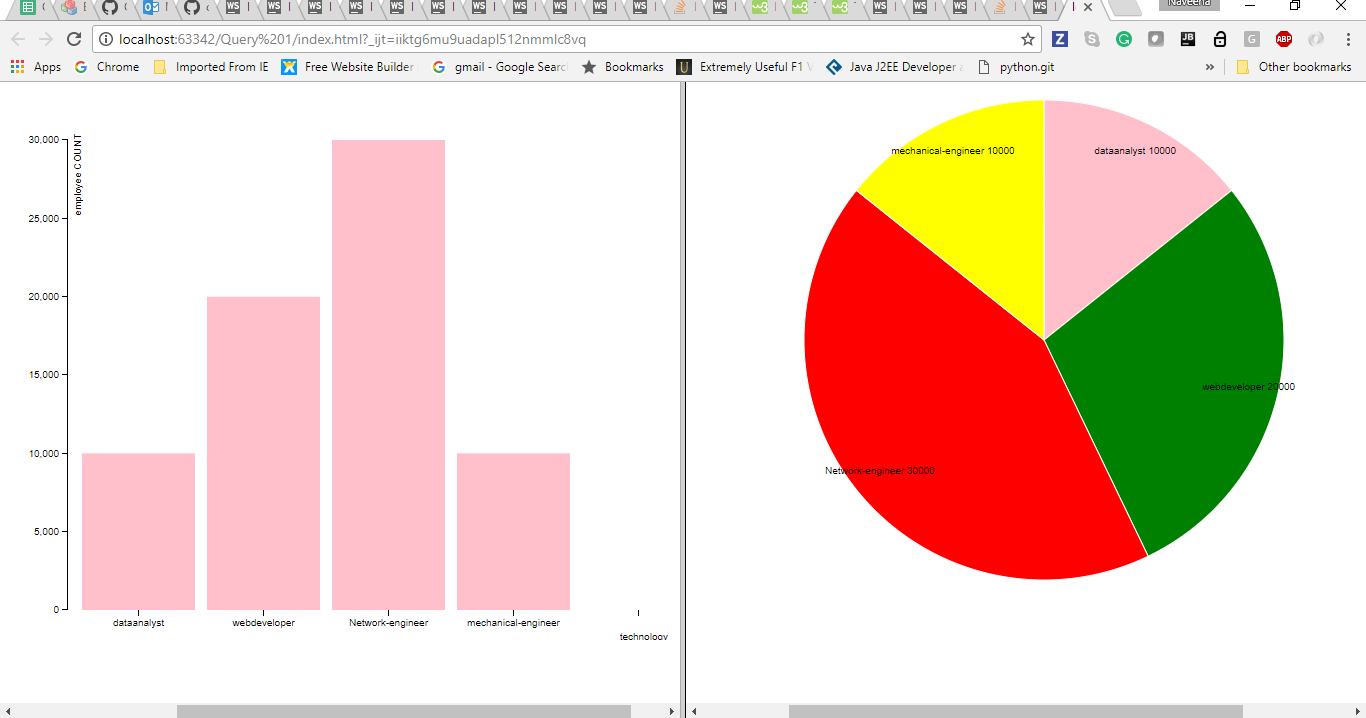 Naveena
localhost:63342/Query%201/index.html?_ijt=iiktg6mu9uadapl512nmmlc8vq
Apps Chrome Imported From IE Free Website Builder gmail - Google Searc Bookmarks Extremely Useful F1 Java J2EE Developer python.git » Other bookmarks
employee COUNT
30,000
25,000
20,000
15,000
10,000
5,000
0
dataanalyst webdeveloper Network-engineer mechanical-engineer
technoloov
mechanical-engineer 10000 dataanalyst 10000
webdeveloper 20000
Network-engineer 30000